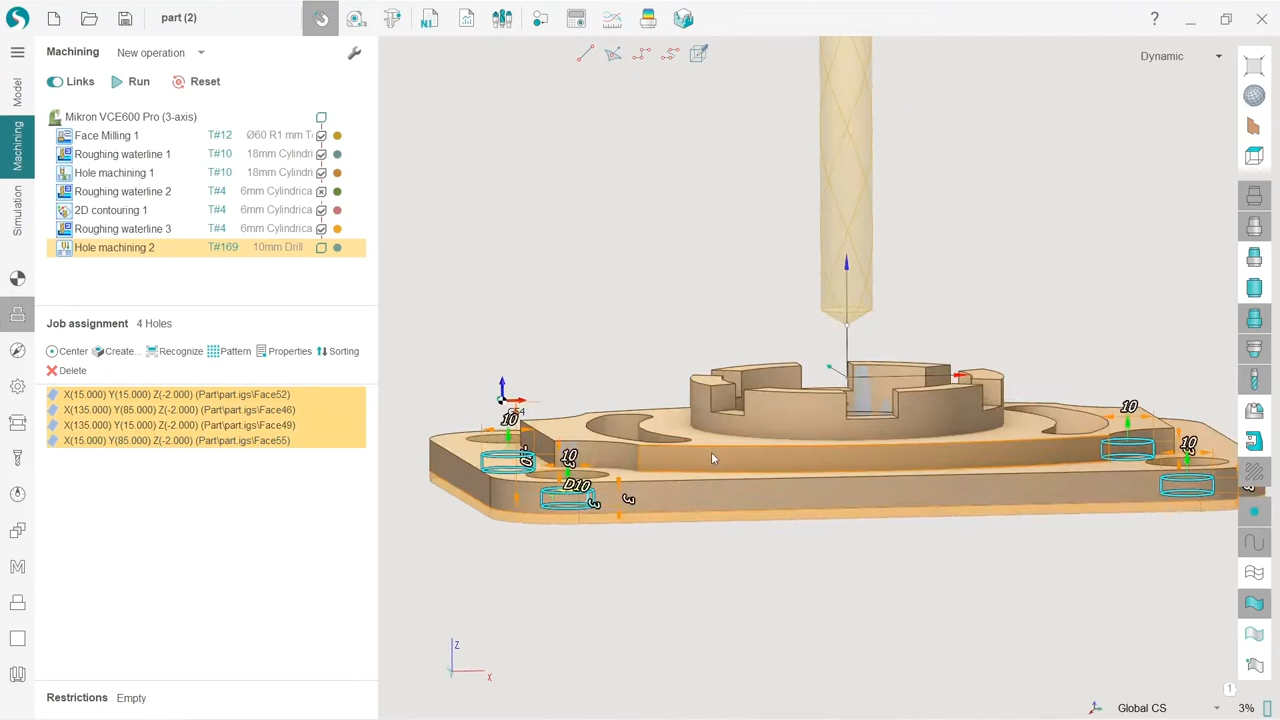 part (2)
?
Machining
New operation
Links
Run
Reset
Mikron VCE600 Pro (3-axis)
Face Milling 1 T#12 Ø60 R1 mm T
Roughing waterline 1 T#10 18mm Cylindri
Hole machining 1 T#10 18mm Cylindri
Roughing waterline 2 T#4 6mm Cylindrica
2D contouring 1 T#4 6mm Cylindrica
Roughing waterline 3 T#4 6mm Cylindrica
Hole machining 2 T#169 10mm Drill
Job assignment 4 Holes
Center Create... Recognize Pattern Properties Sorting
Delete
X(15.000) Y(15.000) Z(-2.000) (Part\part.igs\Face52)
X(135.000) Y(85.000) Z(-2.000) (Part\part.igs\Face46)
X(135.000) Y(15.000) Z(-2.000) (Part\part.igs\Face49)
X(15.000) Y(85.000) Z(-2.000) (Part\part.igs\Face55)
Restrictions Empty
Model
Machining
Simulation
Dynamic
G54
10
10
10
10
D10
3
3
Z
X
1
Global CS
3%